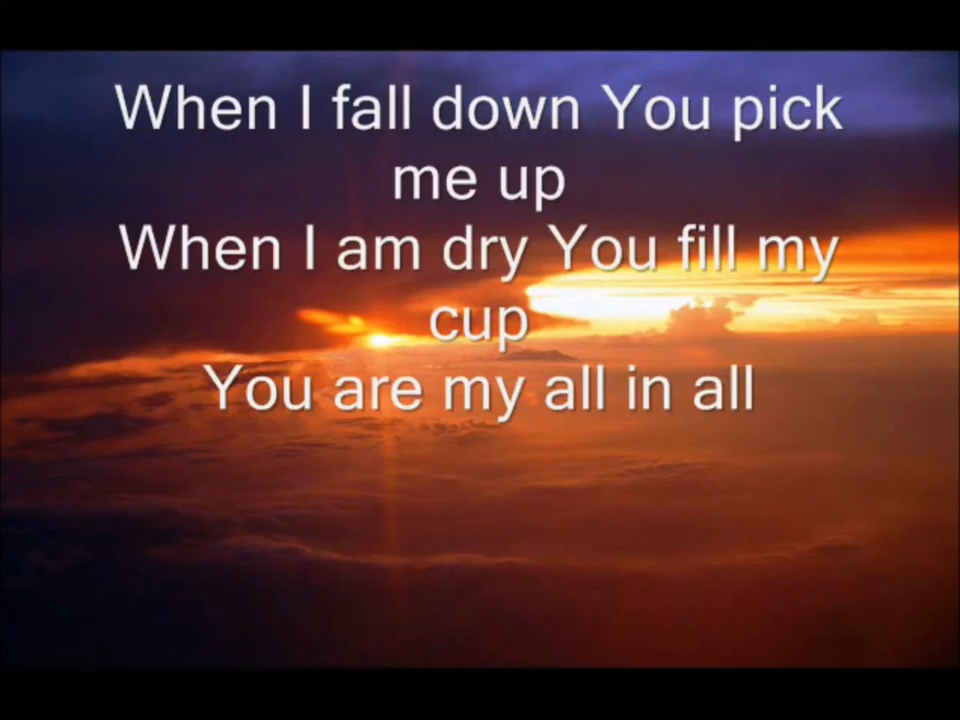 When I fall down You pick
me up
When I am dry You fill my
cup
You are my all in all